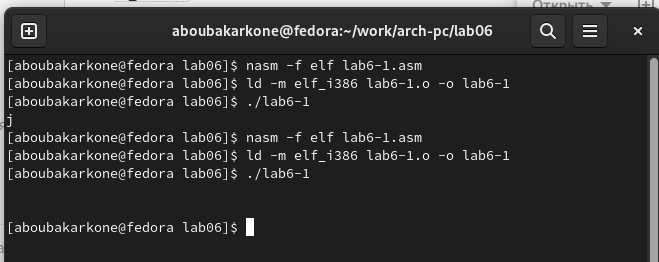 Открыть
aboubakarkone@fedora:~/work/arch-pc/lab06
[aboubakarkone@fedora lab06]$ nasm -f elf lab6-1.asm
[aboubakarkone@fedora lab06]$ ld -m elf_i386 lab6-1.o -o lab6-1
[aboubakarkone@fedora lab06]$ ./lab6-1
j
[aboubakarkone@fedora lab06]$ nasm -f elf lab6-1.asm
[aboubakarkone@fedora lab06]$ ld -m elf_i386 lab6-1.o -o lab6-1
[aboubakarkone@fedora lab06]$ ./lab6-1
[aboubakarkone@fedora lab06]$